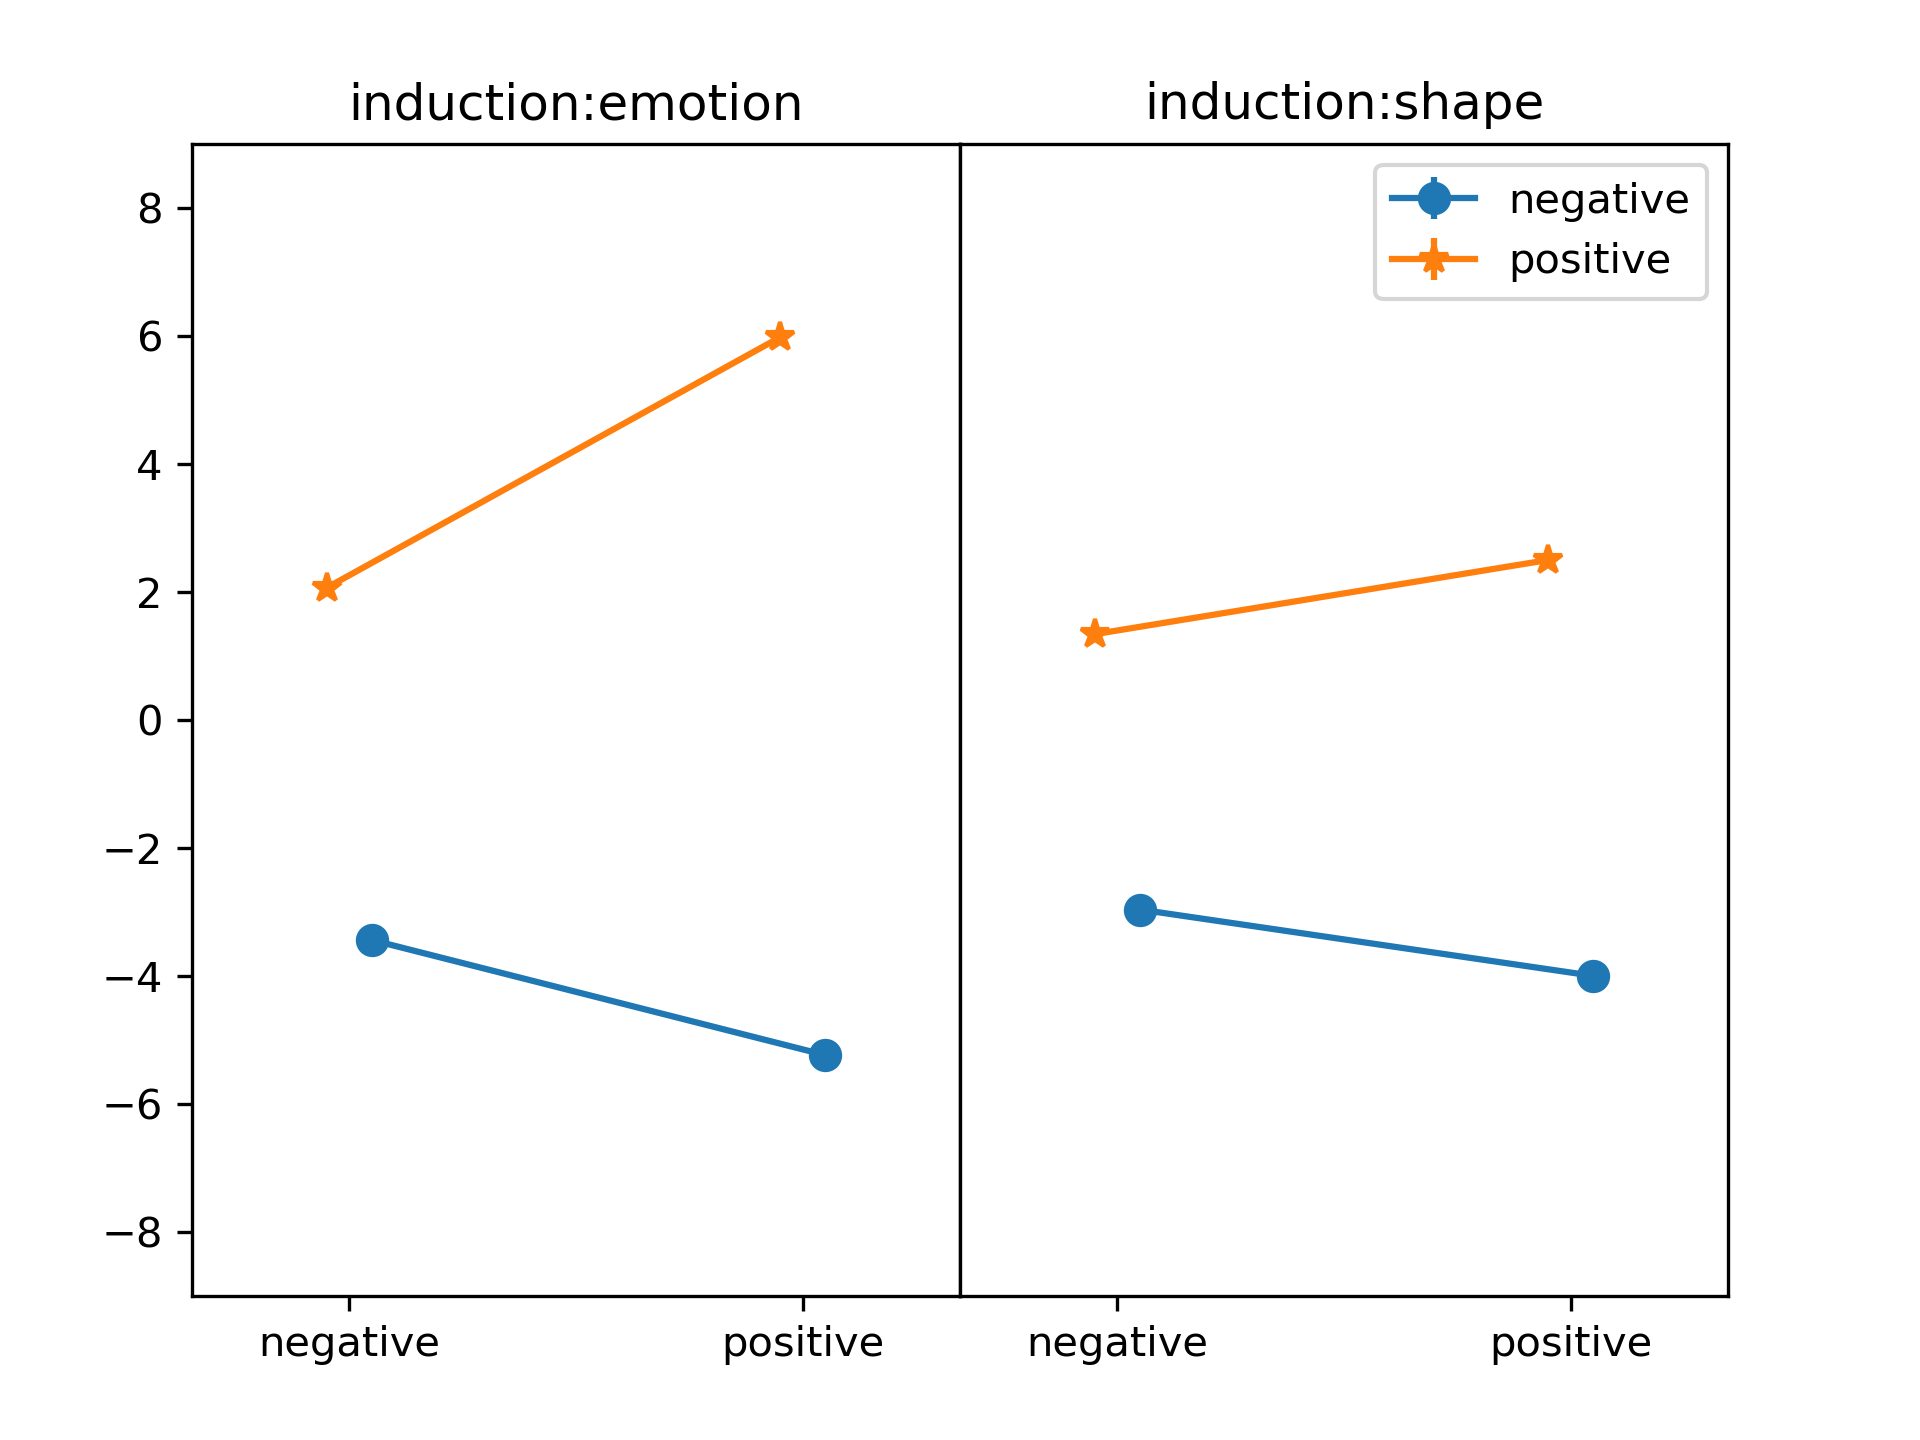 induction:emotion
induction:shape
negative
positive
8
6
4
2
0
−2
−4
−6
−8
negative
positive
negative
positive